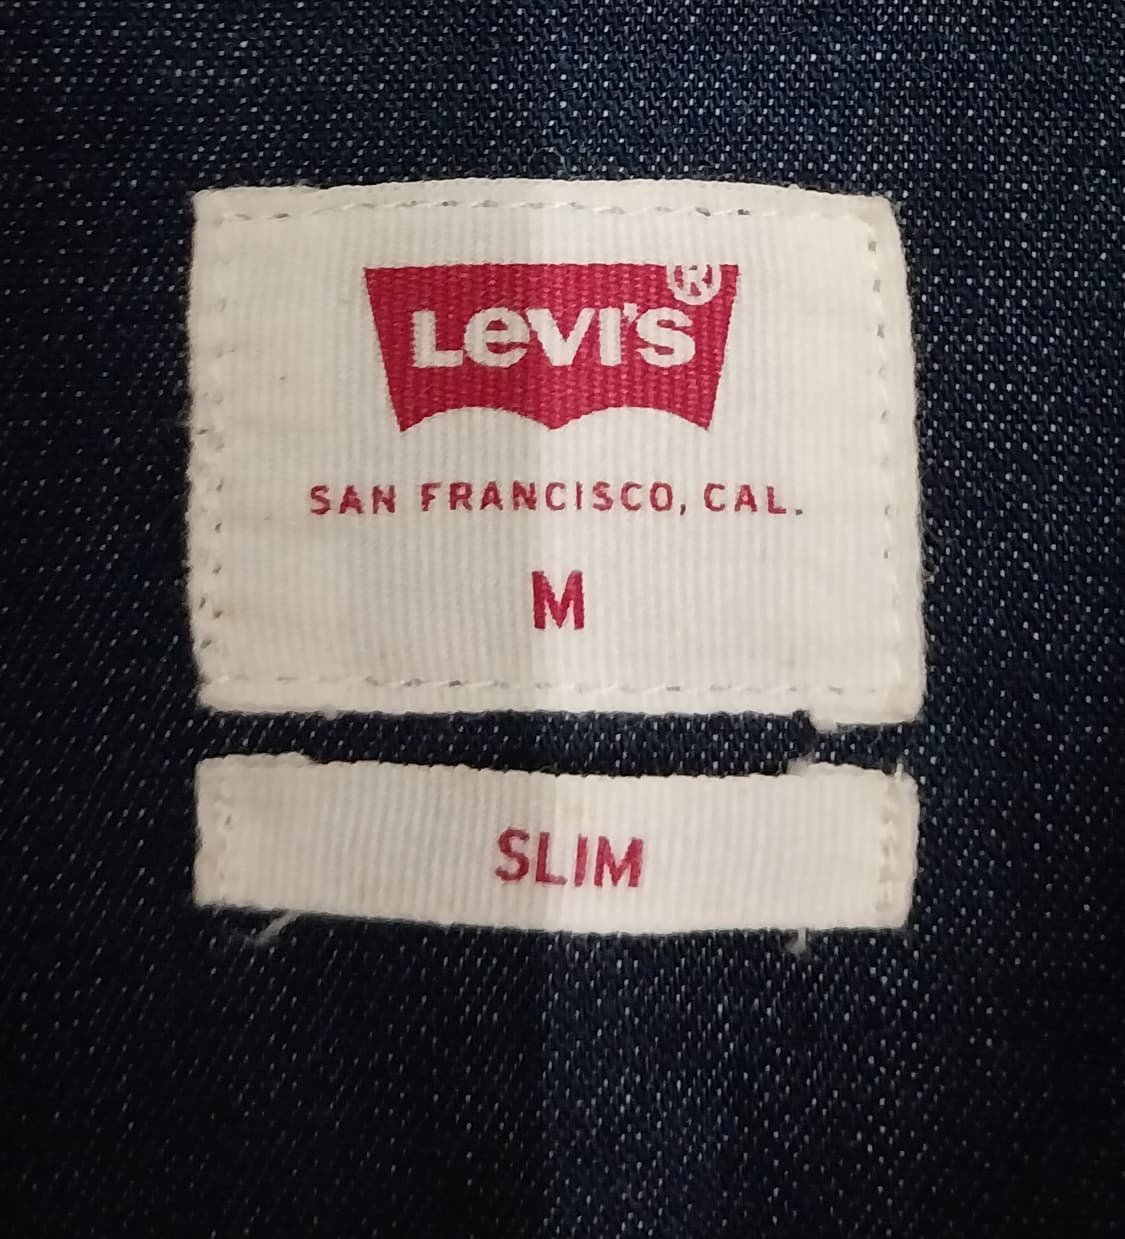 Levi's®
SAN FRANCISCO, CAL.
M
SLIM